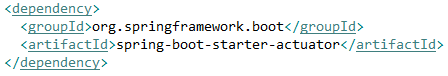 <dependency>
  <groupId>org.springframework.boot</groupId>
  <artifactId>spring-boot-starter-actuator</artifactId>
</dependency>